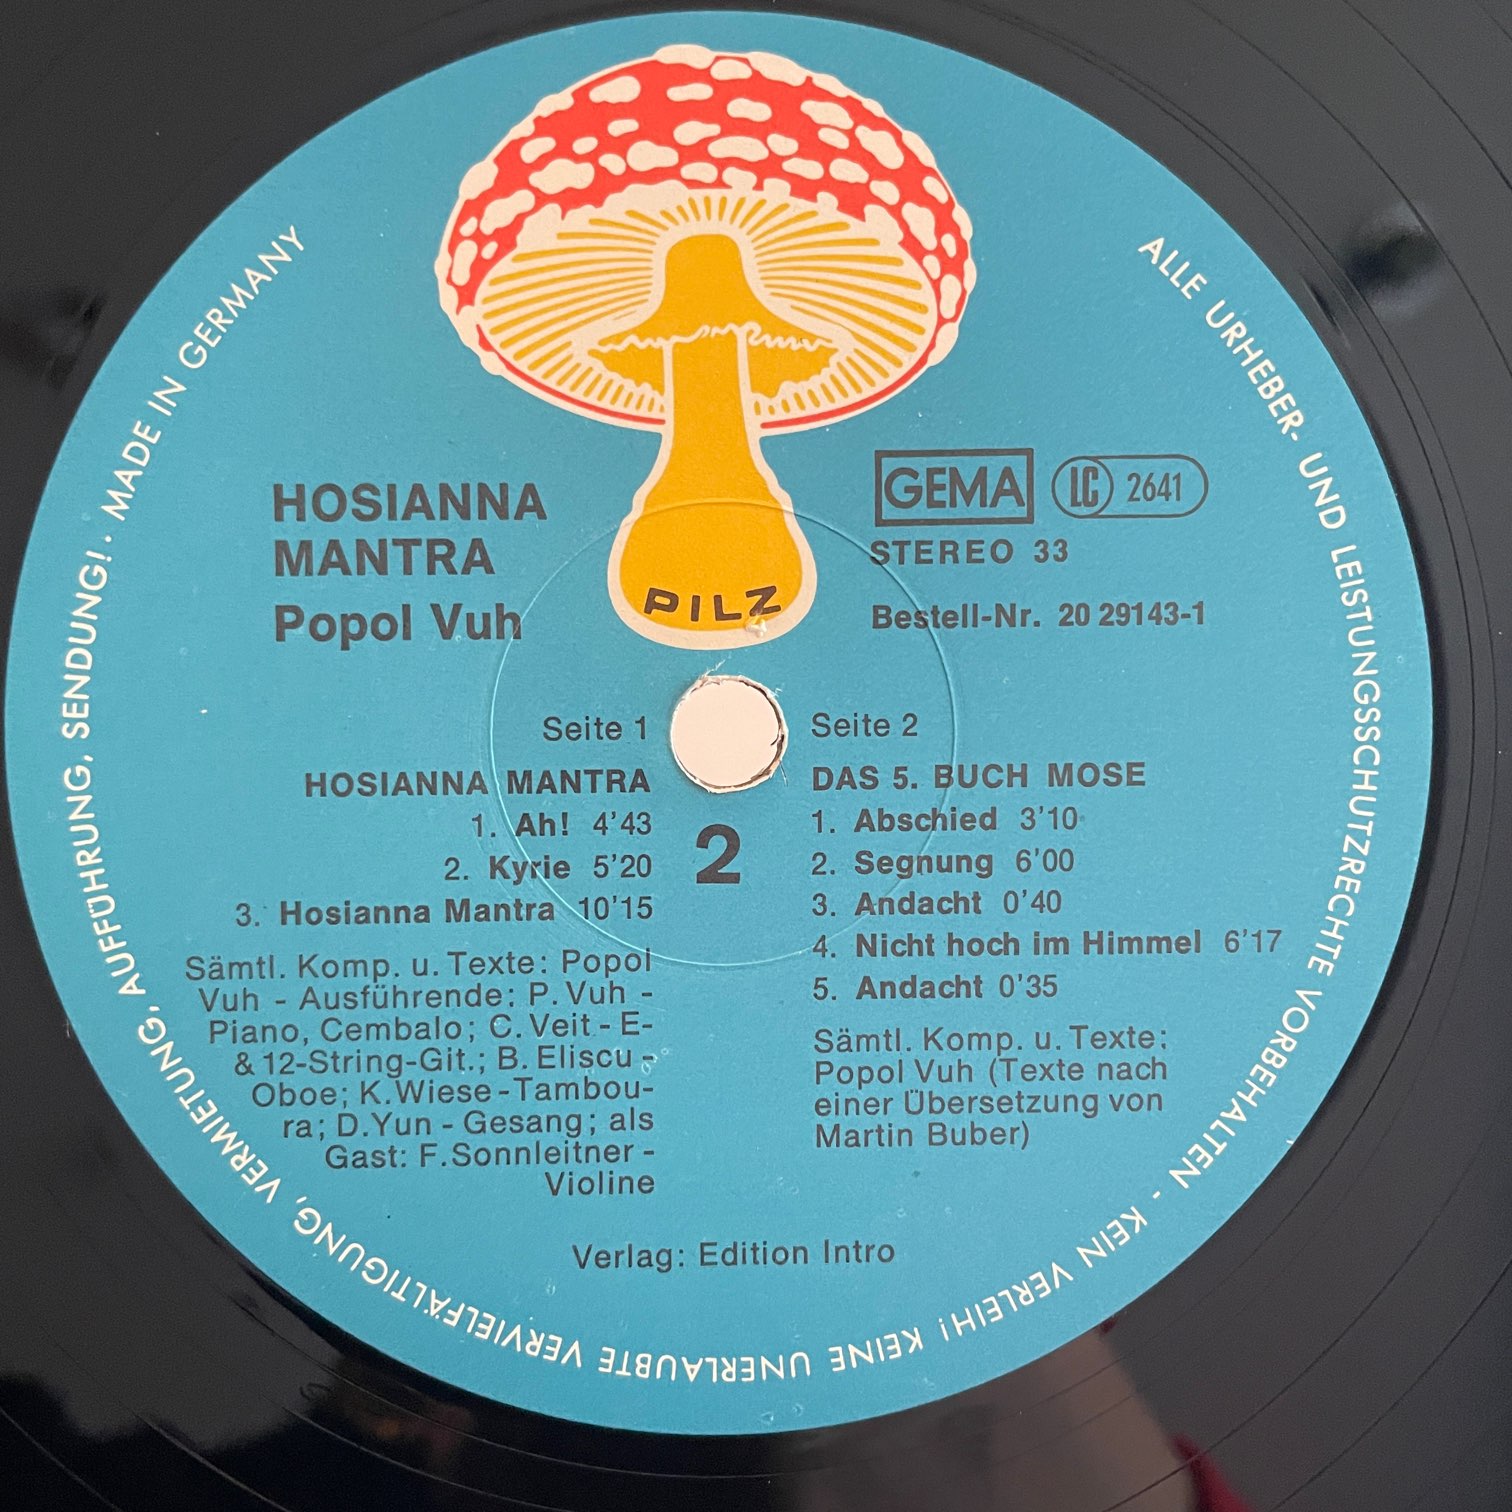 MADE IN GERMANY
ALLE URHEBER- UND LEISTUNGSSCHUTZRECHTE VORBEHALTEN - KEIN VERLEIH! KEINE UNERLAUBTE VERVIELFÄLTIGUNG, VERMIETUNG, AUFFÜHRUNG, SENDUNG! ·
PILZ
HOSIANNA
MANTRA
Popol Vuh
GEMA LC 2641
STEREO 33
Bestell-Nr. 20 29143-1
Seite 1
HOSIANNA MANTRA
1. Ah! 4'43
2. Kyrie 5'20
3. Hosianna Mantra 10'15
Sämtl. Komp. u. Texte: Popol
Vuh - Ausführende: P. Vuh -
Piano, Cembalo; C. Veit - E-
& 12-String-Git.; B. Eliscu -
Oboe; K. Wiese - Tambou-
ra; D. Yun - Gesang; als
Gast: F. Sonnleitner -
Violine
2
Seite 2
DAS 5. BUCH MOSE
1. Abschied 3'10
2. Segnung 6'00
3. Andacht 0'40
4. Nicht hoch im Himmel 6'17
5. Andacht 0'35
Sämtl. Komp. u. Texte:
Popol Vuh (Texte nach
einer Übersetzung von
Martin Buber)
Verlag: Edition Intro